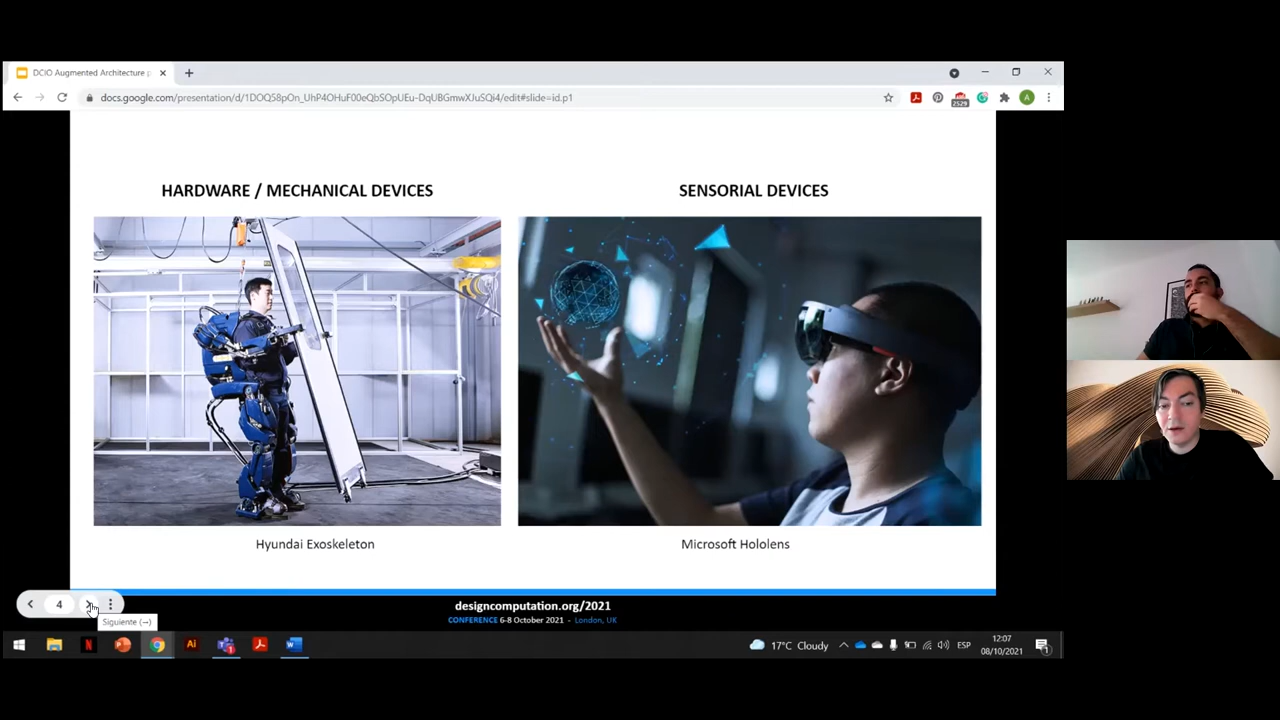 DCIO Augmented Architecture p
docs.google.com/presentation/d/1DOQS8pOn_UhP4OHuF00eQbSOpUEu-DqUBGmwXJuSQi4/edit#slide=id.p1
2529
A
HARDWARE / MECHANICAL DEVICES
SENSORIAL DEVICES
Hyundai Exoskeleton
Microsoft Hololens
4
Siguiente (→)
designcomputation.org/2021
CONFERENCE 6-8 October 2021 - London, UK
17°C Cloudy
ESP
12:07
08/10/2021